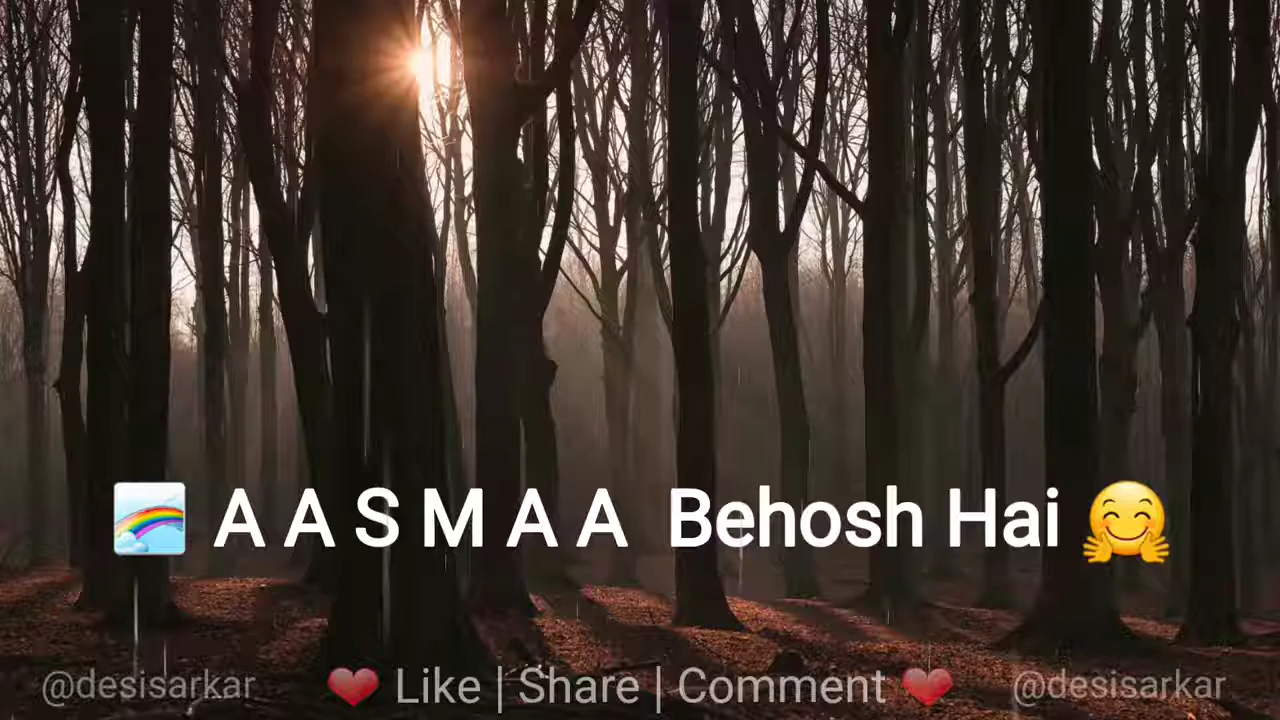 🌈 A A S M A A Behosh Hai 🤗
@desisarkar ❤ Like | Share | Comment ❤ @desisarkar